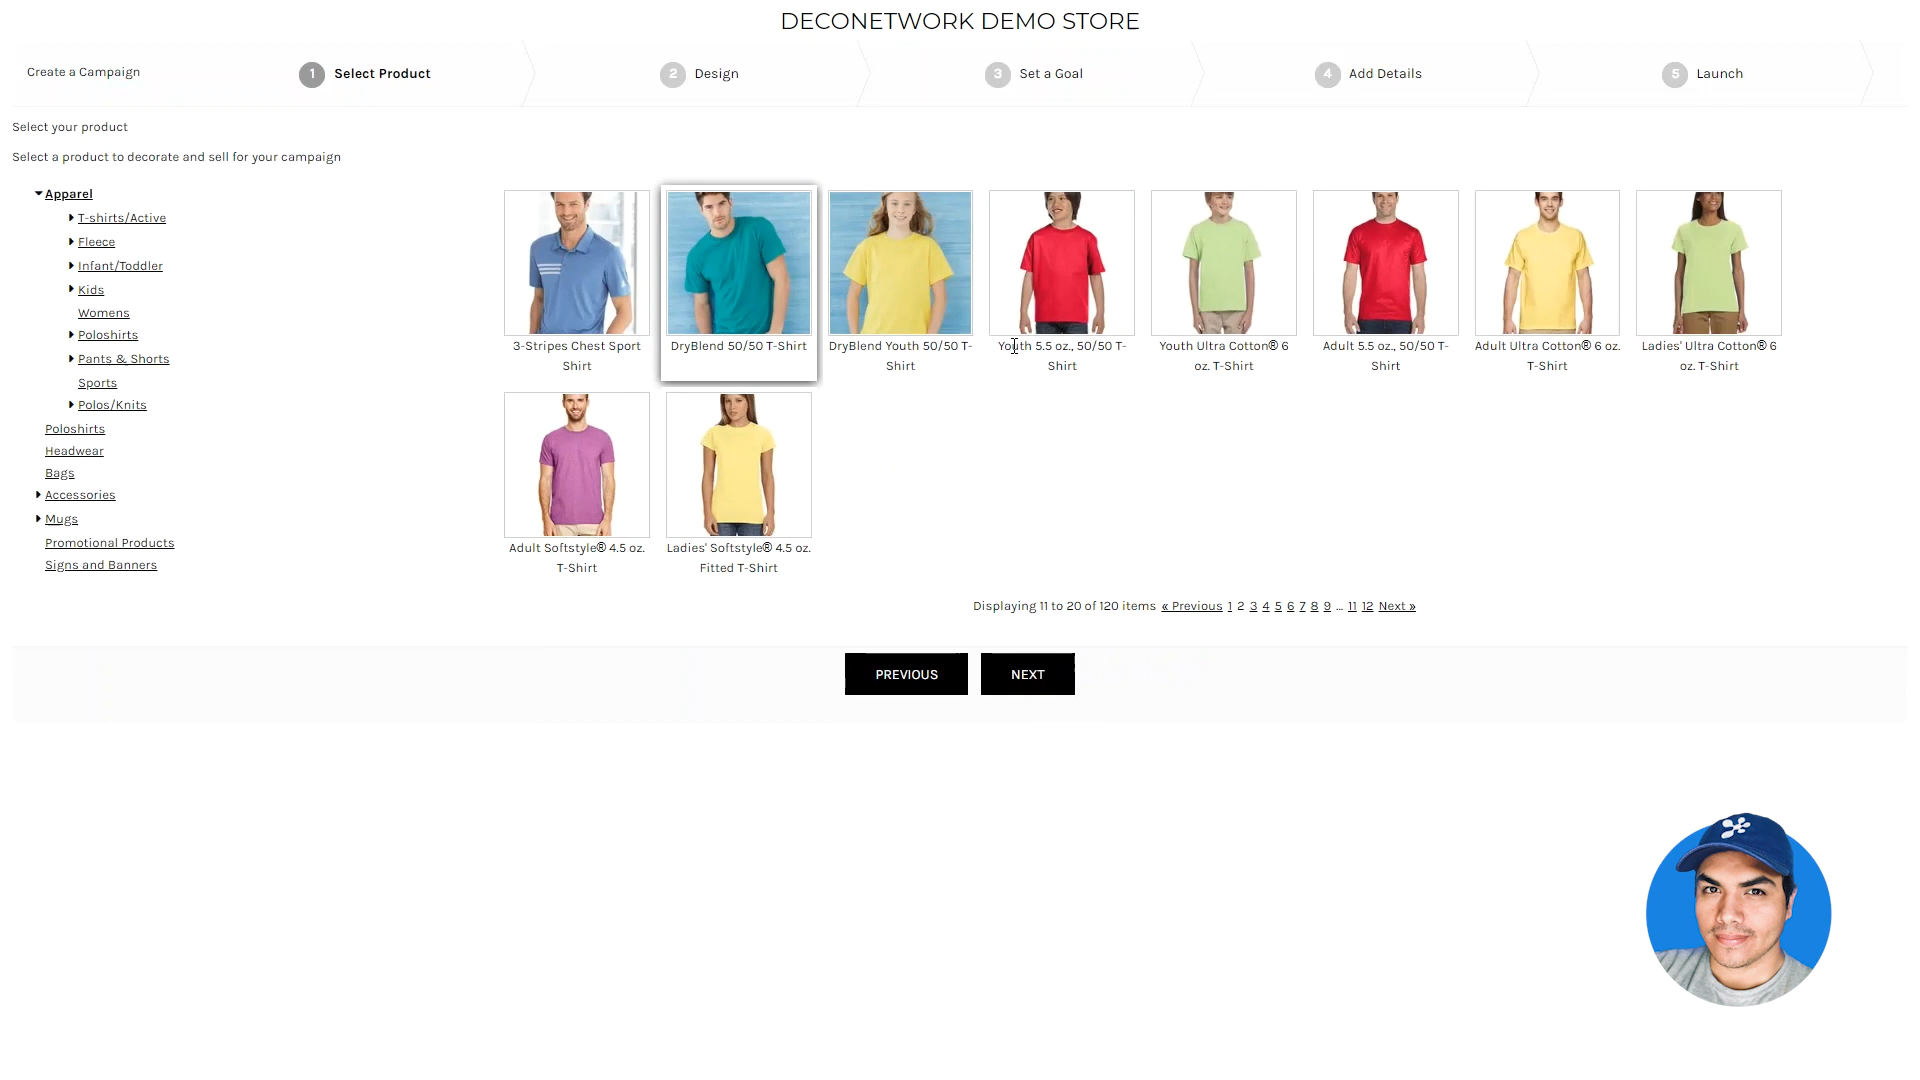 DECONETWORK DEMO STORE
Create a Campaign
1 Select Product
2 Design
3 Set a Goal
4 Add Details
5 Launch
Select your product
Select a product to decorate and sell for your campaign
Apparel
T-shirts/Active
Fleece
Infant/Toddler
Kids
Womens
Poloshirts
Pants & Shorts
Sports
Polos/Knits
Poloshirts
Headwear
Bags
Accessories
Mugs
Promotional Products
Signs and Banners
3-Stripes Chest Sport
Shirt
DryBlend 50/50 T-Shirt
DryBlend Youth 50/50 T-
Shirt
Youth 5.5 oz., 50/50 T-
Shirt
Youth Ultra Cotton® 6
oz. T-Shirt
Adult 5.5 oz., 50/50 T-
Shirt
Adult Ultra Cotton® 6 oz.
T-Shirt
Ladies' Ultra Cotton® 6
oz. T-Shirt
Adult Softstyle® 4.5 oz.
T-Shirt
Ladies' Softstyle® 4.5 oz.
Fitted T-Shirt
Displaying 11 to 20 of 120 items « Previous 1 2 3 4 5 6 7 8 9 ... 11 12 Next »
PREVIOUS
NEXT